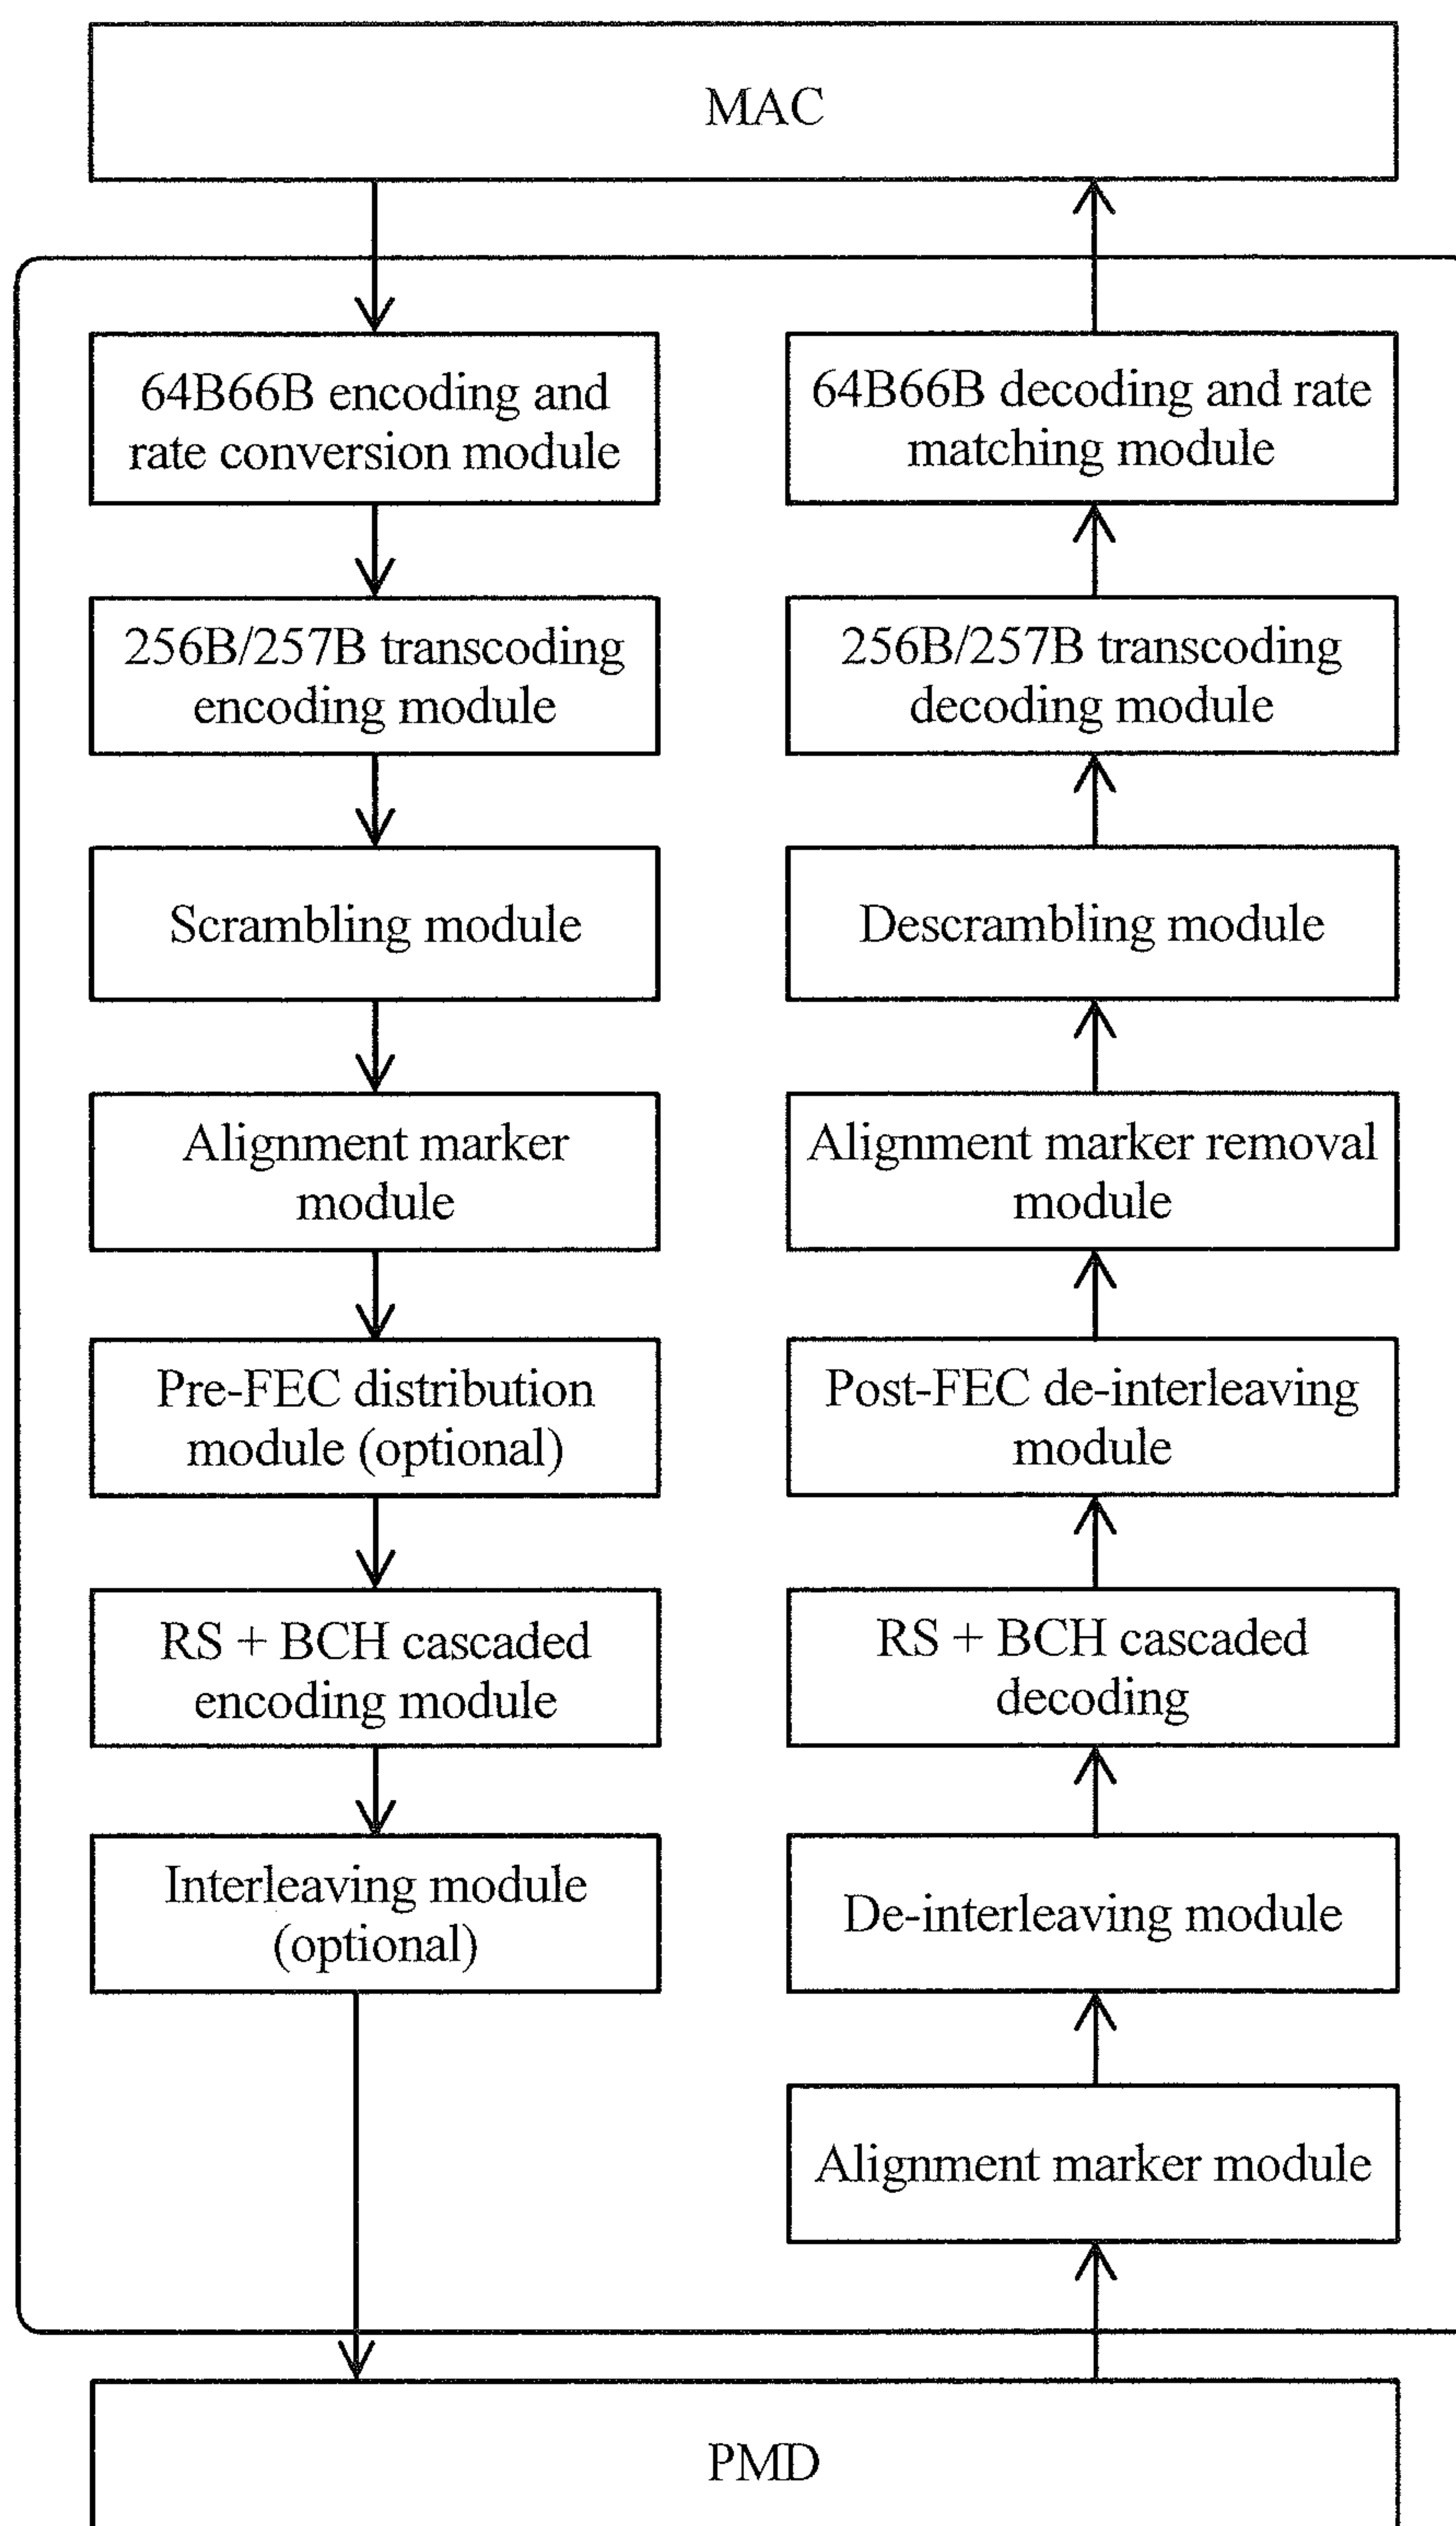 MAC
64B66B encoding and
rate conversion module
64B66B decoding and rate
matching module
256B/257B transcoding
encoding module
256B/257B transcoding
decoding module
Scrambling module
Descrambling module
Alignment marker
module
Alignment marker removal
module
Pre-FEC distribution
module (optional)
Post-FEC de-interleaving
module
RS + BCH cascaded
encoding module
RS + BCH cascaded
decoding
Interleaving module
(optional)
De-interleaving module
Alignment marker module
PMD